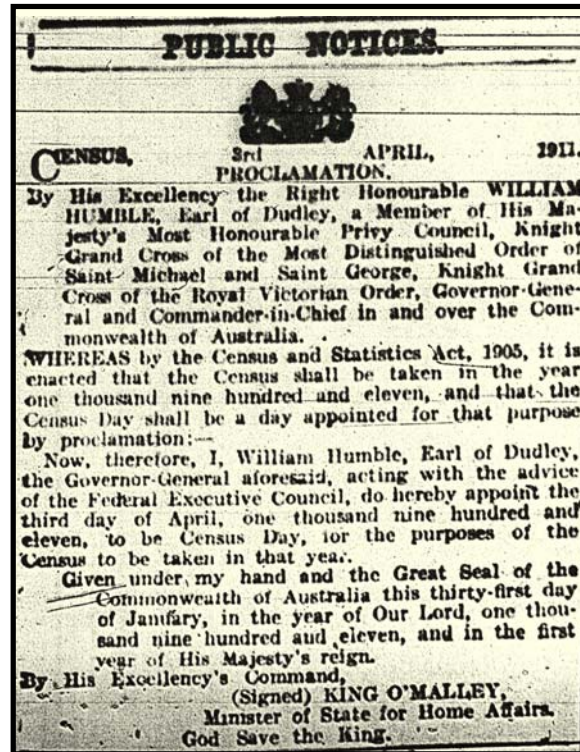 PUBLIC NOTICES.
CENSUS, 3rd APRIL, 1911.
PROCLAMATION.
By His Excellency the Right Honourable WILLIAM
HUMBLE, Earl of Dudley, a Member of His Ma-
jesty's Most Honourable Privy Council, Knight
Grand Cross of the Most Distinguished Order of
Saint Michael and Saint George, Knight Grand
Cross of the Royal Victorian Order, Governor-Gene-
ral and Commander-in-Chief in and over the Com-
monwealth of Australia.
WHEREAS by the Census and Statistics Act, 1905, it is
enacted that the Census shall be taken in the year
one thousand nine hundred and eleven, and that the
Census Day shall be a day appointed for that purpose
by proclamation:—
Now, therefore, I, William Humble, Earl of Dudley,
the Governor-General aforesaid, acting with the advice
of the Federal Executive Council, do hereby appoint the
third day of April, one thousand nine hundred and
eleven, to be Census Day, for the purposes of the
Census to be taken in that year.
Given under my hand and the Great Seal of the
Commonwealth of Australia this thirty-first day
of January, in the year of Our Lord, one thou-
sand nine hundred and eleven, and in the first
year of His Majesty's reign.
By His Excellency's Command,
(Signed) KING O'MALLEY,
Minister of State for Home Affairs.
God Save the King.